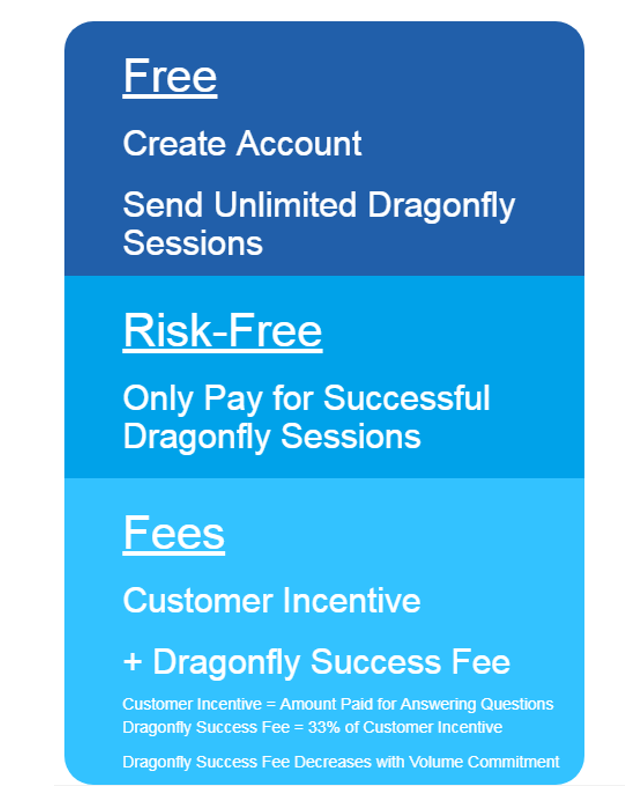 Free
Create Account
Send Unlimited Dragonfly
Sessions
Risk-Free
Only Pay for Successful
Dragonfly Sessions
Fees
Customer Incentive
+ Dragonfly Success Fee
Customer Incentive = Amount Paid for Answering Questions
Dragonfly Success Fee = 33% of Customer Incentive
Dragonfly Success Fee Decreases with Volume Commitment